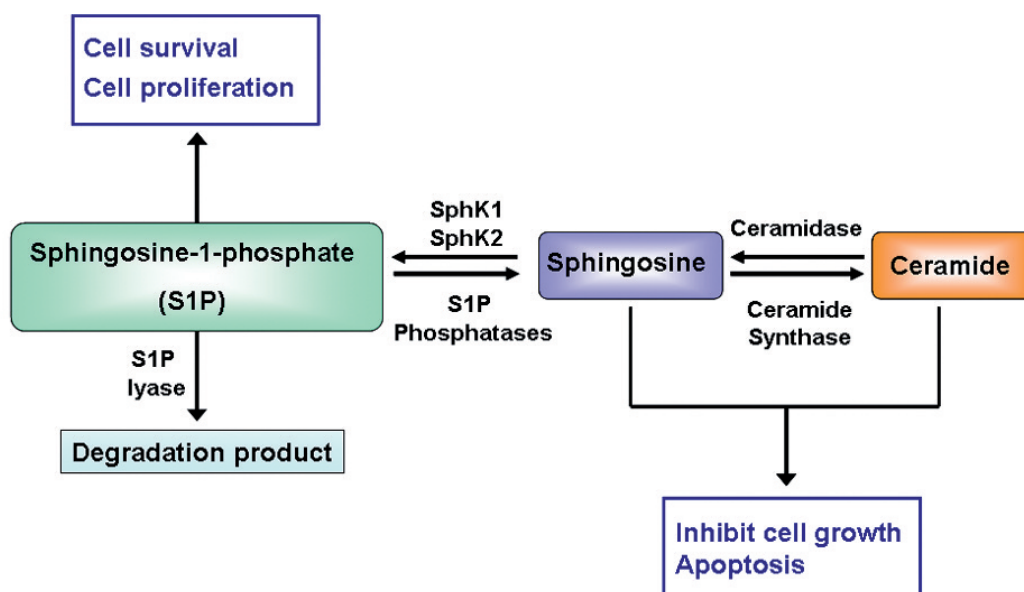 Cell survival
Cell proliferation
Sphingosine-1-phosphate
(S1P)
SphK1
SphK2
S1P
Phosphatases
Sphingosine
Ceramidase
Ceramide
Synthase
Ceramide
S1P
lyase
Degradation product
Inhibit cell growth
Apoptosis